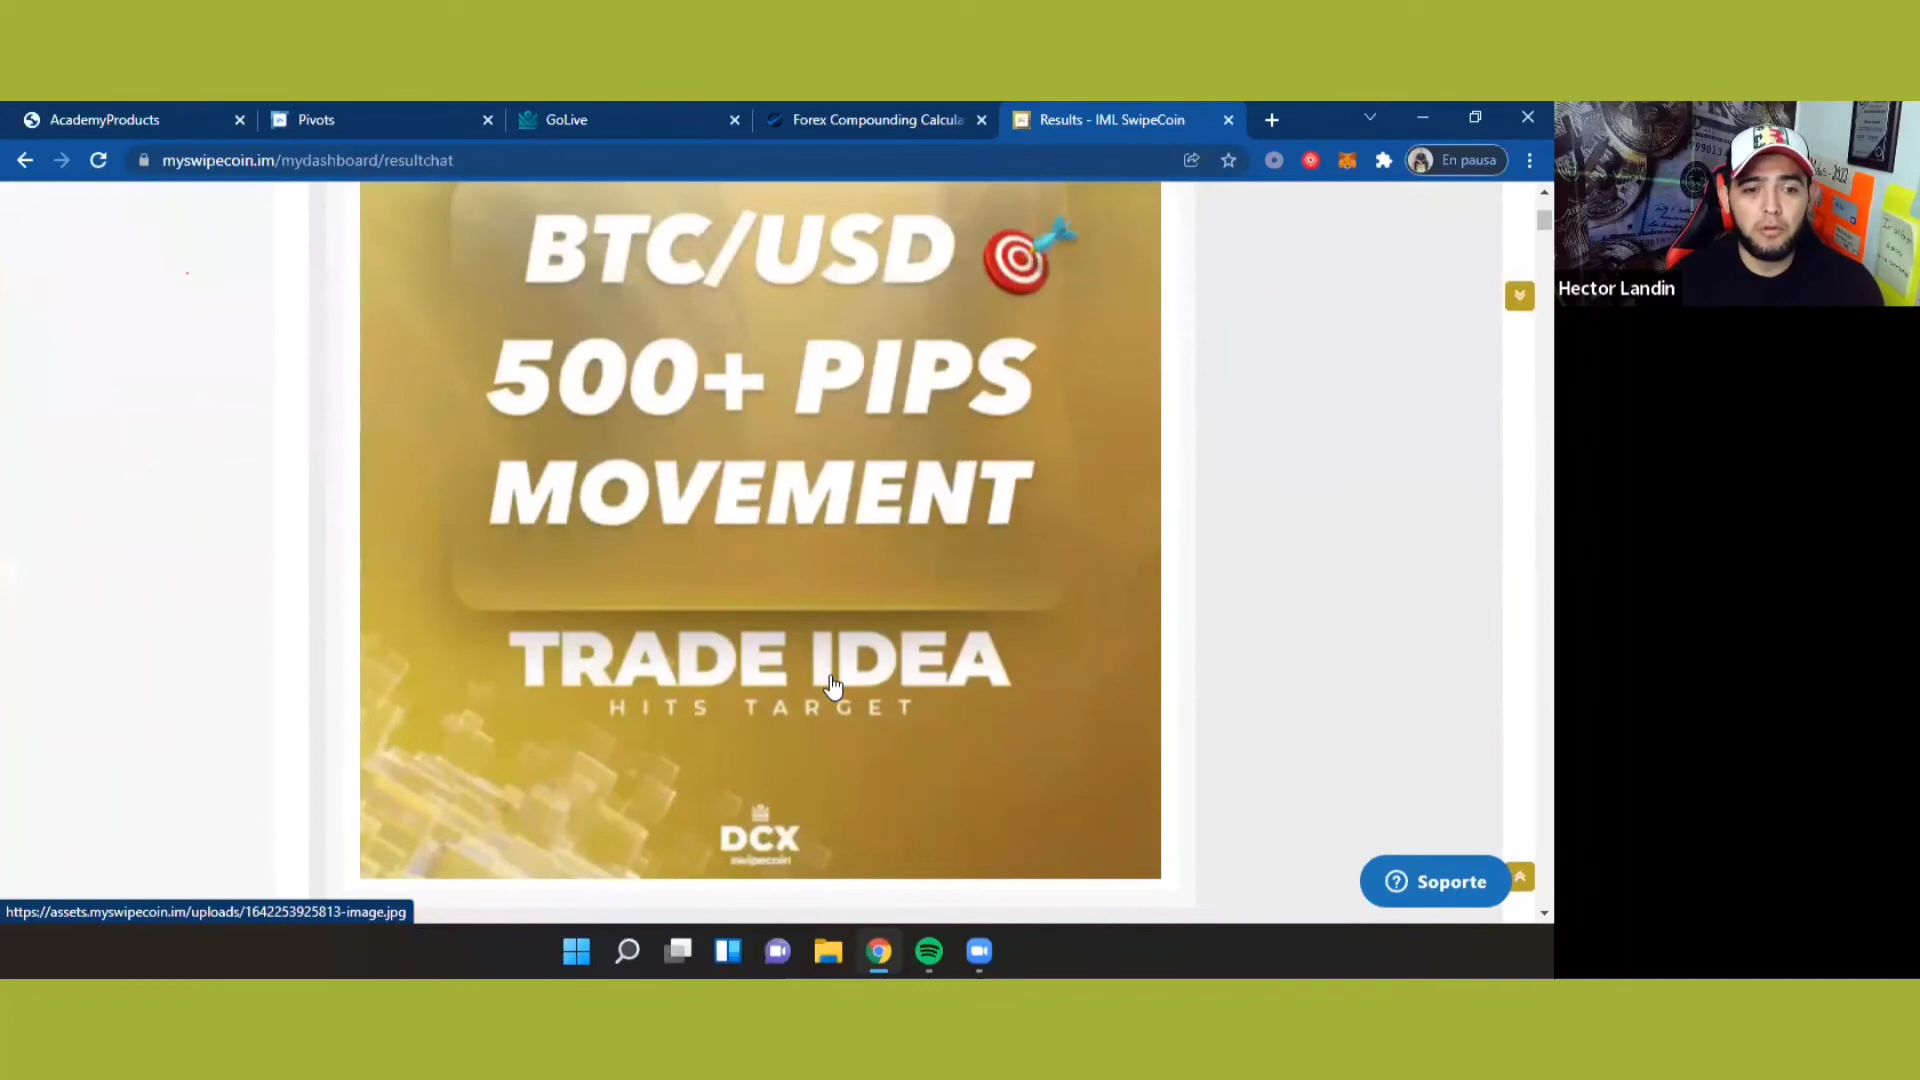 AcademyProducts
Pivots
GoLive
Forex Compounding Calcula
Results - IML SwipeCoin
myswipecoin.im/mydashboard/resultchat
En pausa
BTC/USD
500+ PIPS
MOVEMENT
TRADE IDEA
HITS TARGET
DCX
swipecoin
Soporte
https://assets.myswipecoin.im/uploads/1642253925813-image.jpg
Hector Landin